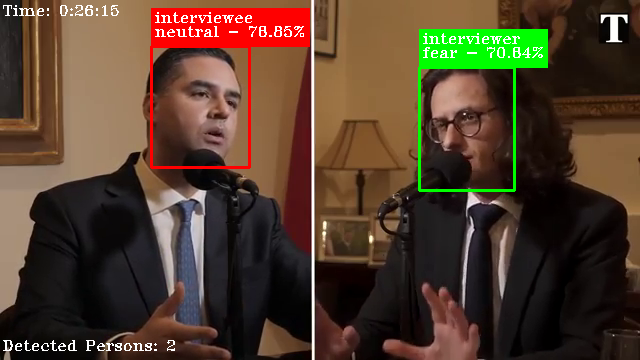 Time: 0:26:15
interviewee
neutral - 78.85%
interviewer
fear - 70.84%
T
Detected Persons: 2